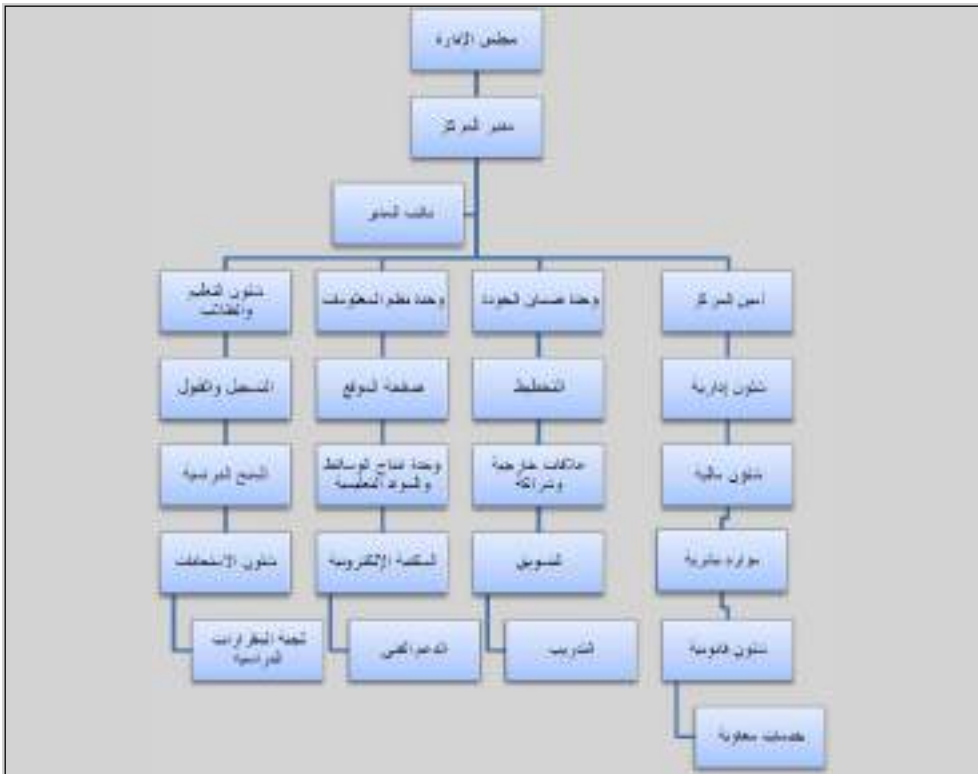 مجلس الإدارة
مدير المركز
نائب المدير
أمين المركز
وحدة ضمان الجودة
وحدة نظم المعلومات
شئون التعليم
والطلاب
شئون إدارية
التخطيط
صفحة الموقع
التسجيل والقبول
شئون مالية
علاقات خارجية
وشراكة
وحدة انتاج الوسائط
والمواد التعليمية
المنح الدراسية
موارد بشرية
التسويق
المكتبة الإلكترونية
شئون الامتحانات
شئون قانونية
التدريب
الدعم الفني
لجنة المقررات
الدراسية
خدمات معاونة